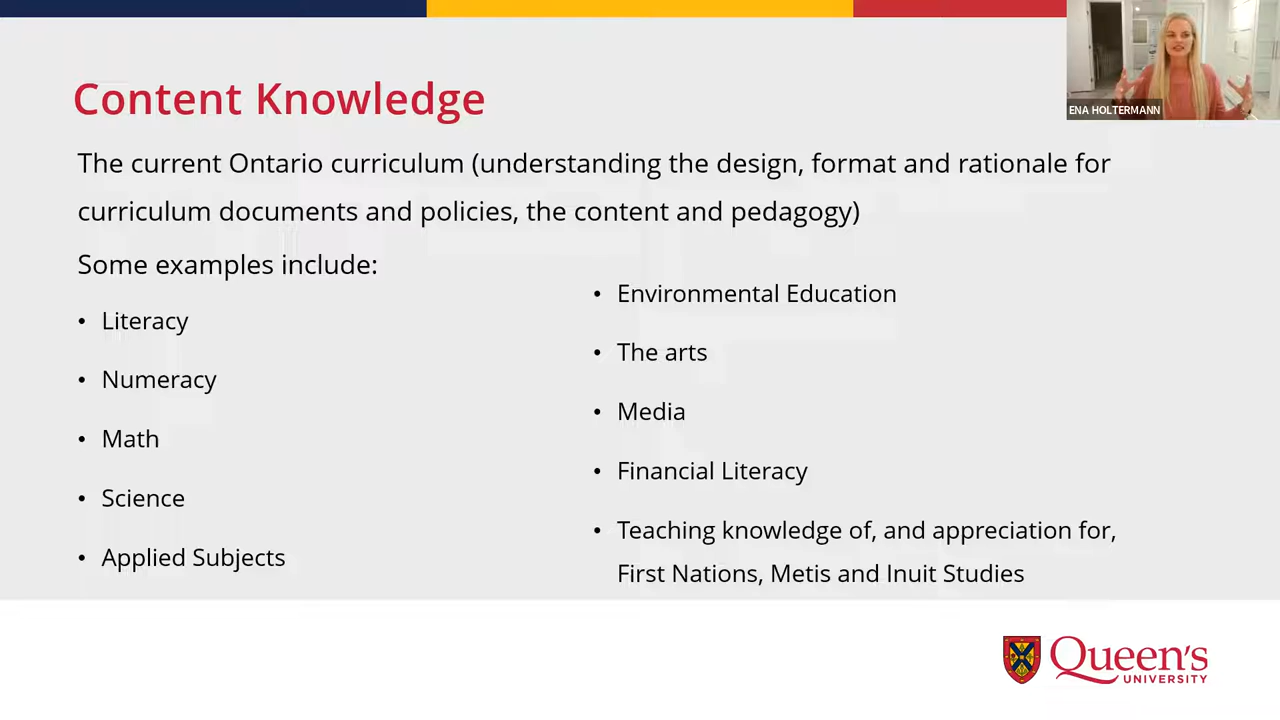 Content Knowledge
ENA HOLTERMANN
The current Ontario curriculum (understanding the design, format and rationale for
curriculum documents and policies, the content and pedagogy)
Some examples include:
• Literacy
• Numeracy
• Math
• Science
• Applied Subjects
• Environmental Education
• The arts
• Media
• Financial Literacy
• Teaching knowledge of, and appreciation for,
First Nations, Metis and Inuit Studies
Queen's
UNIVERSITY